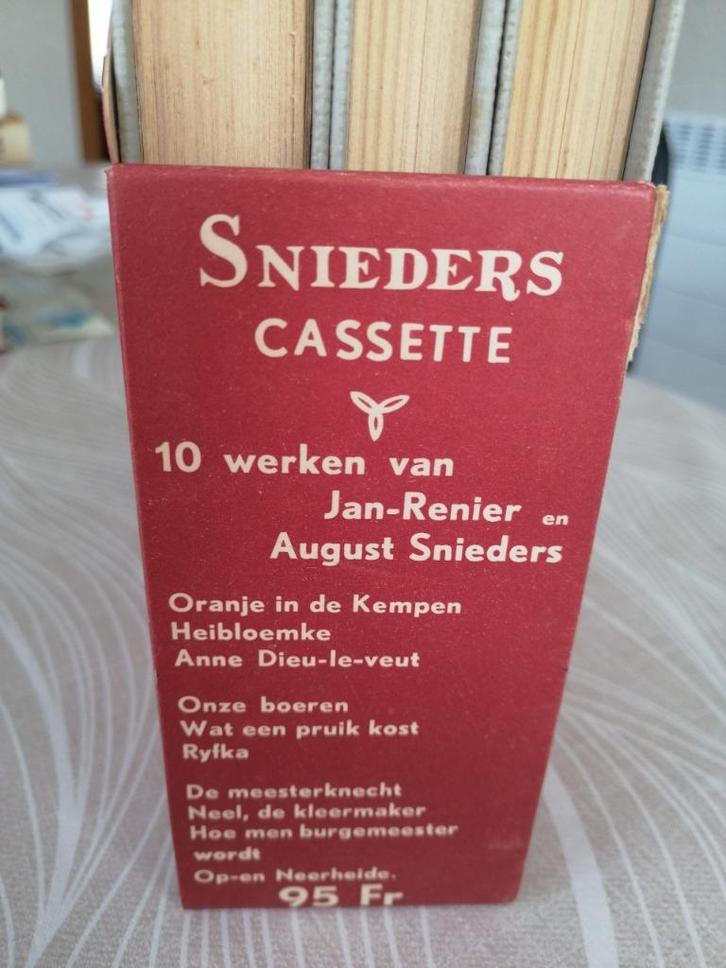 SNIEDERS
CASSETTE
10 werken van
Jan-Renier en
August Snieders
Oranje in de Kempen
Heibloemke
Anne Dieu-le-veut
Onze boeren
Wat een pruik kost
Ryfka
De meesterknecht
Neel, de kleermaker
Hoe men burgemeester
wordt
Op-en Neerheide.
95 Fr